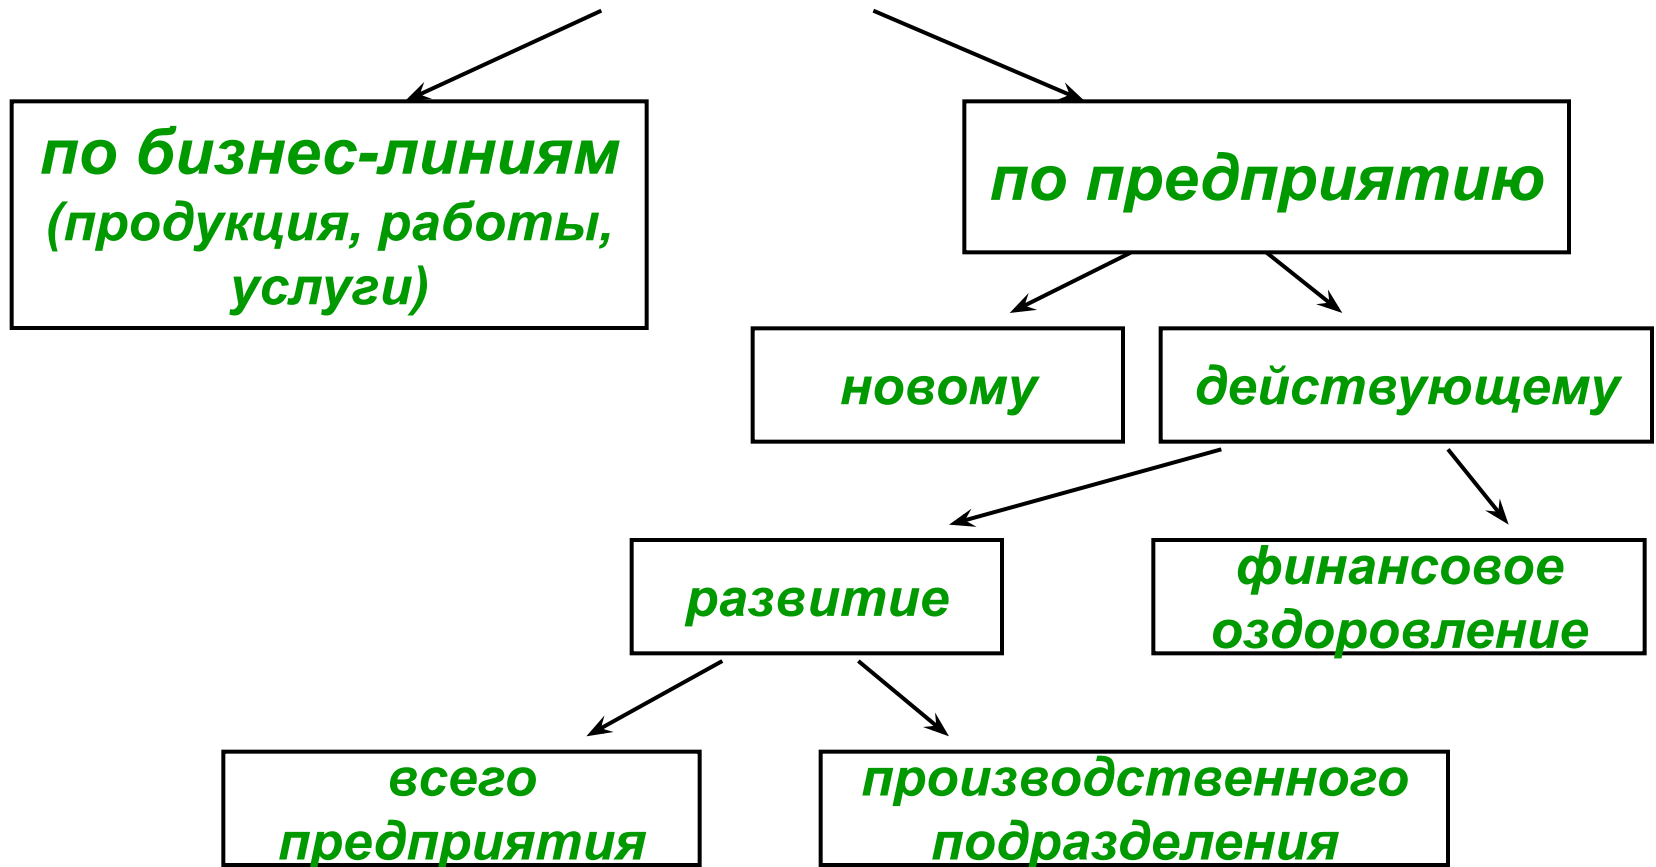 по бизнес-линиям
(продукция, работы,
услуги)
по предприятию
новому
действующему
развитие
финансовое
оздоровление
всего
предприятия
производственного
подразделения